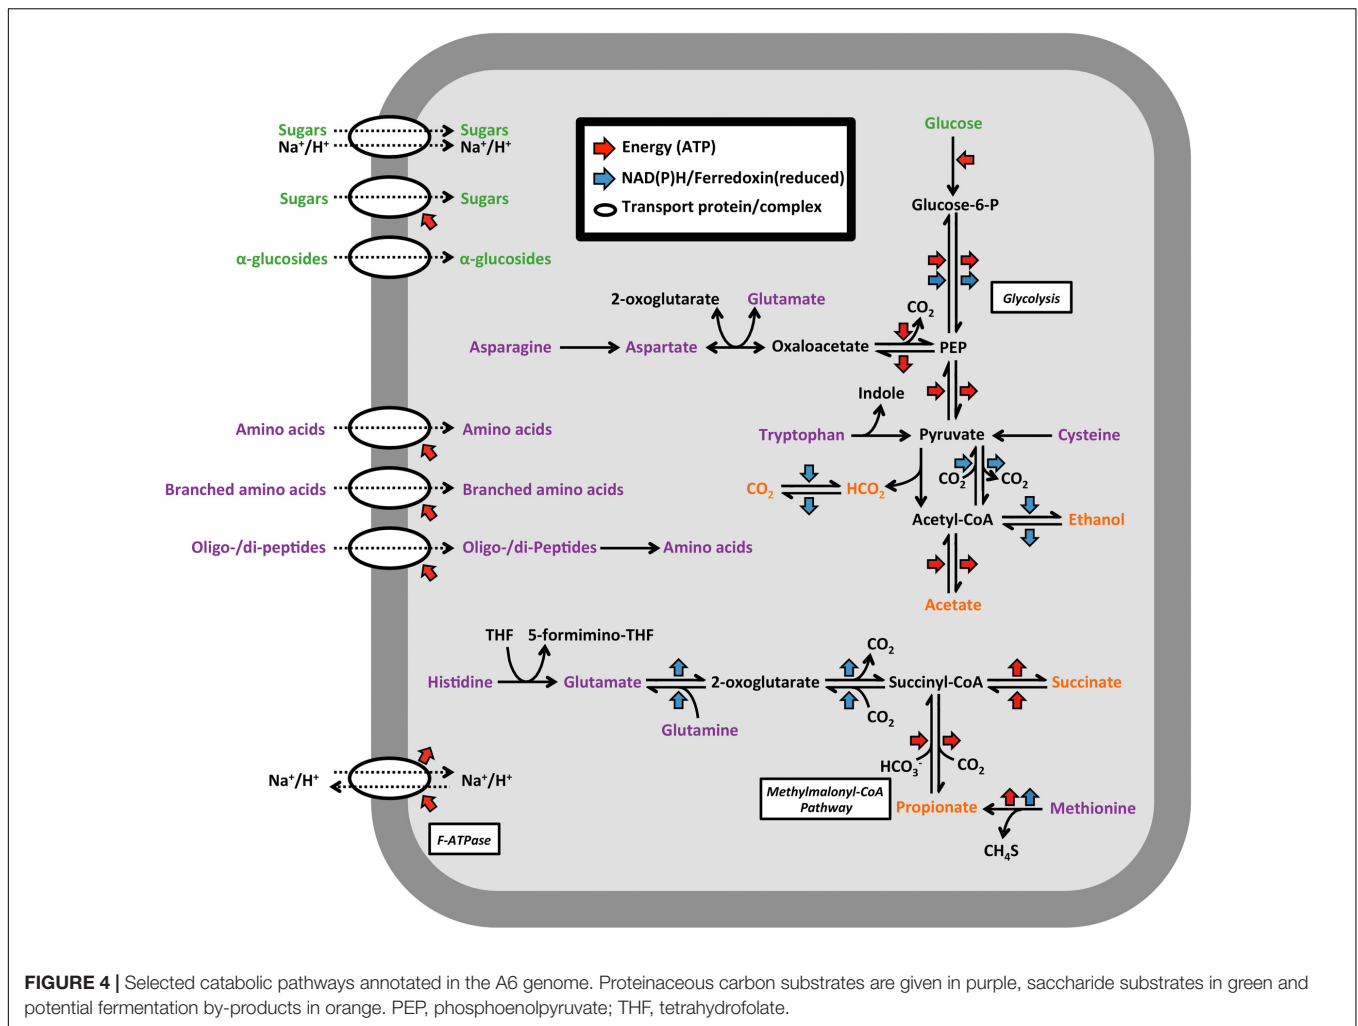 Sugars
Na⁺/H⁺
Sugars
Na⁺/H⁺
Sugars
Sugars
α-glucosides
α-glucosides
Energy (ATP)
NAD(P)H/Ferredoxin(reduced)
Transport protein/complex
Glucose
Glucose-6-P
Glycolysis
2-oxoglutarate
Glutamate
CO₂
Asparagine
Aspartate
Oxaloacetate
PEP
Indole
Amino acids
Amino acids
Tryptophan
Pyruvate
Cysteine
Branched amino acids
Branched amino acids
CO₂
HCO₂
CO₂
CO₂
Acetyl-CoA
Ethanol
Oligo-/di-peptides
Oligo-/di-Peptides
Amino acids
Acetate
THF
5-formimino-THF
CO₂
Histidine
Glutamate
2-oxoglutarate
Succinyl-CoA
Succinate
Glutamine
CO₂
Na⁺/H⁺
Na⁺/H⁺
HCO₃⁻
CO₂
Methylmalonyl-CoA
Pathway
Propionate
Methionine
F-ATPase
CH₄S
FIGURE 4 | Selected catabolic pathways annotated in the A6 genome. Proteinaceous carbon substrates are given in purple, saccharide substrates in green and
potential fermentation by-products in orange. PEP, phosphoenolpyruvate; THF, tetrahydrofolate.